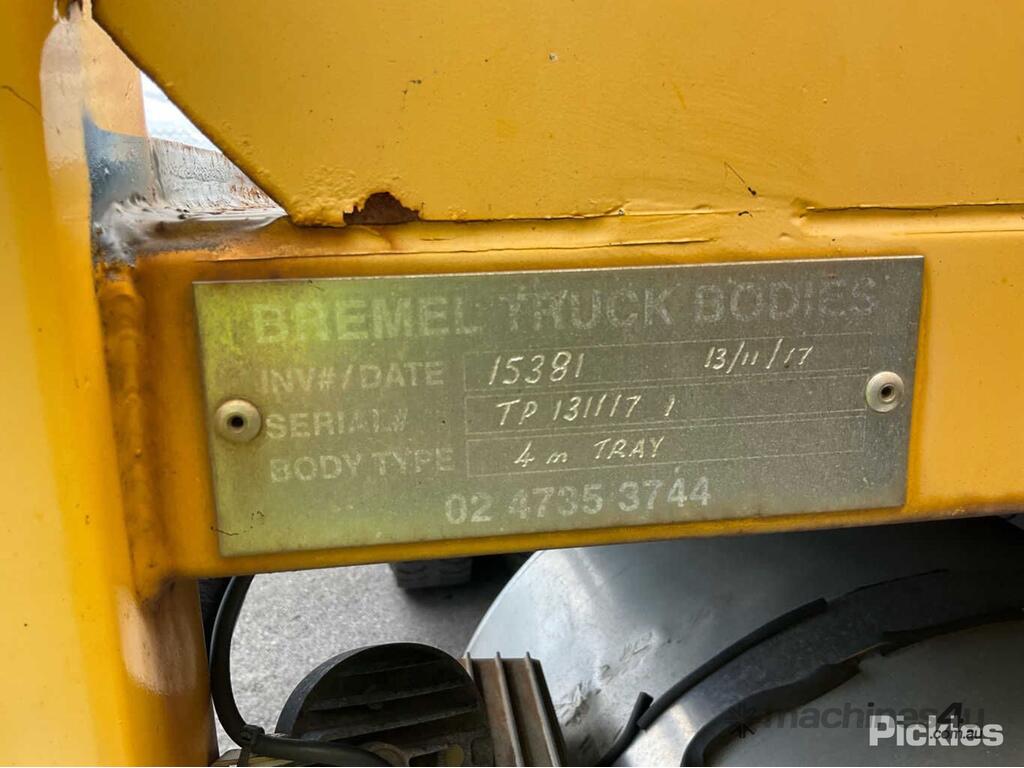 BREMEL TRUCK BODIES
INV#/DATE 15381 13/11/17
SERIAL# TP 131117 1
BODY TYPE 4 m TRAY
02 4735 3744
machines4u
.com.au
Pickles